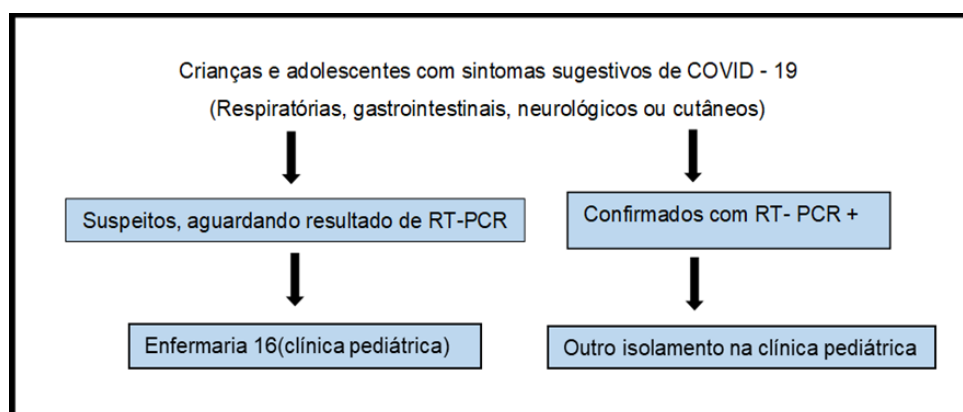 Crianças e adolescentes com sintomas sugestivos de COVID - 19
(Respiratórias, gastrointestinais, neurológicos ou cutâneos)
Suspeitos, aguardando resultado de RT-PCR
Confirmados com RT- PCR +
Enfermaria 16(clínica pediátrica)
Outro isolamento na clínica pediátrica